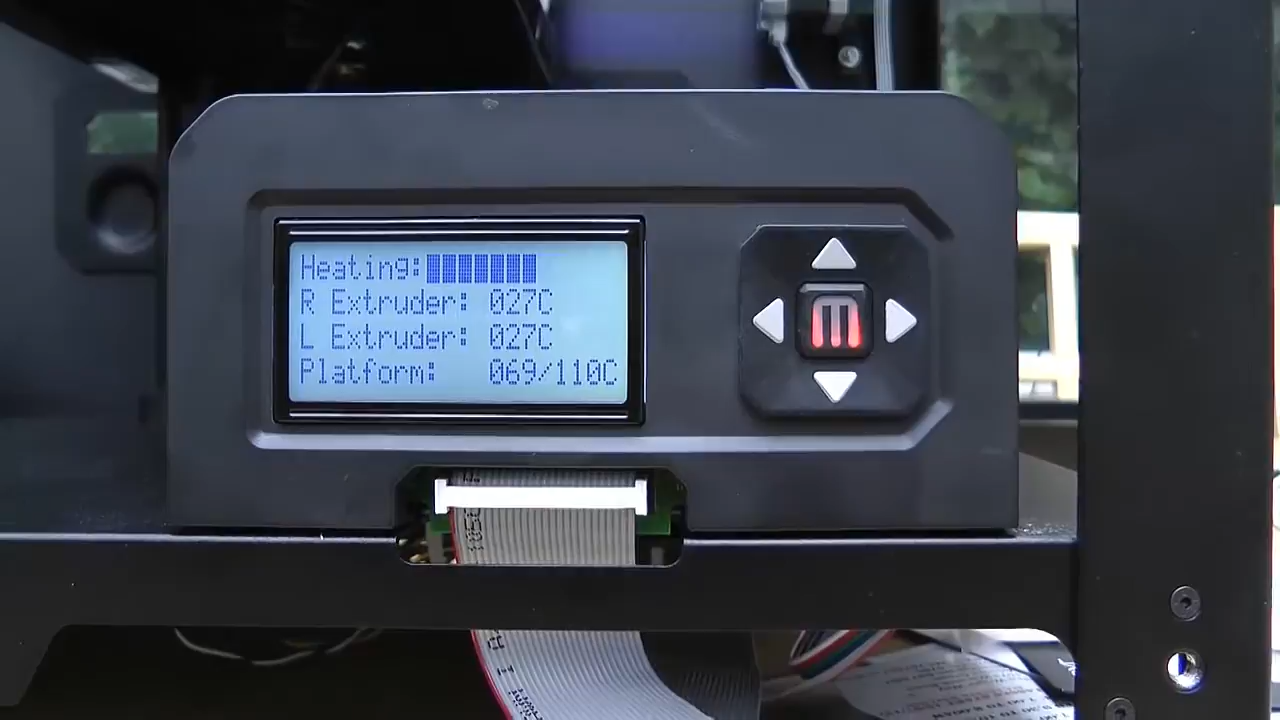 Heating:
R Extruder: 027C
L Extruder: 027C
Platform: 069/110C
M